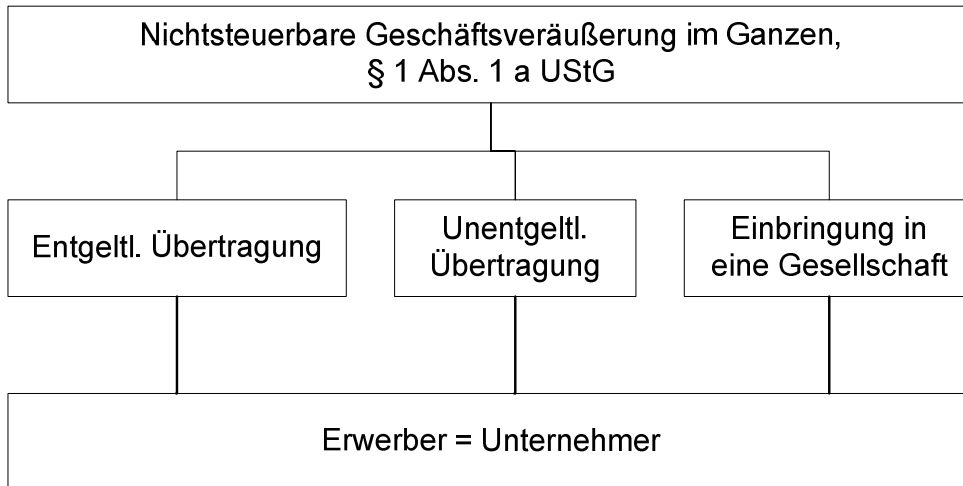 Nichtsteuerbare Geschäftsveräußerung im Ganzen,
§ 1 Abs. 1 a UStG
Entgeltl. Übertragung
Unentgeltl.
Übertragung
Einbringung in
eine Gesellschaft
Erwerber = Unternehmer